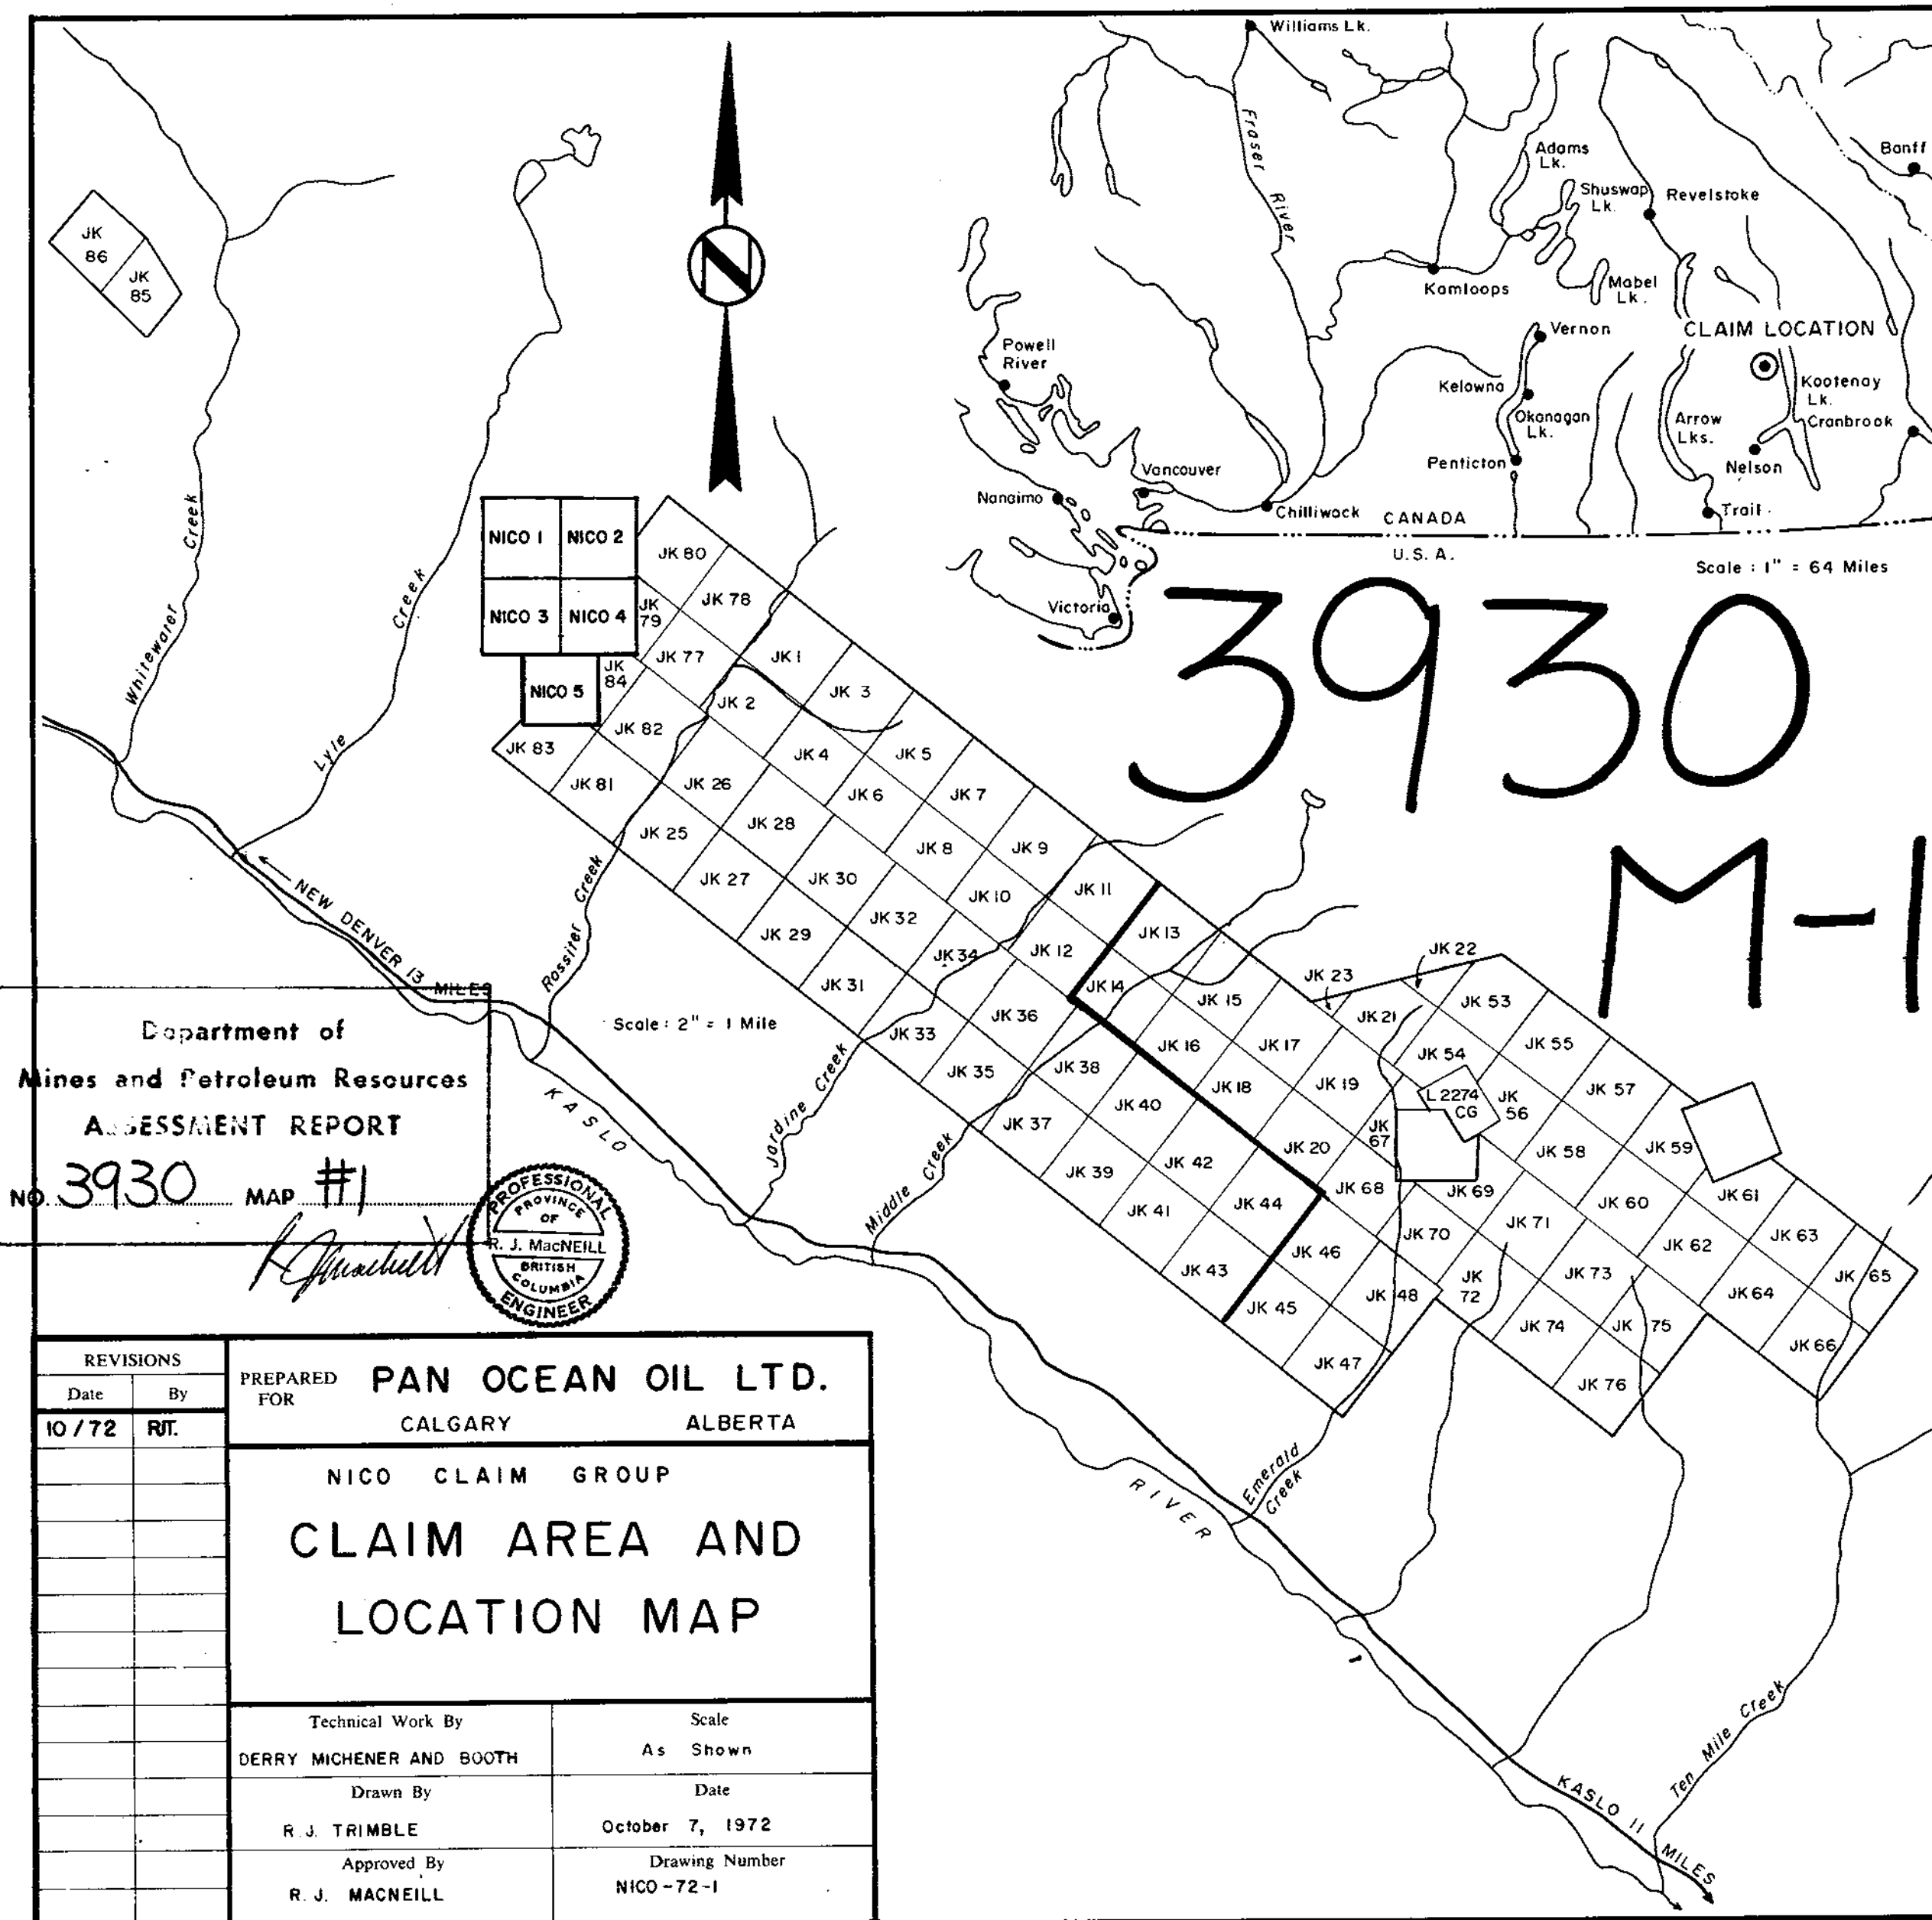 Williams Lk.
Fraser River
Adams
Lk.
Shuswap
Lk.
Revelstoke
Banff
Kamloops
Mabel
Lk.
Vernon
CLAIM LOCATION
Powell
River
Kelowna
Kootenay
Lk.
Okanagan
Lk.
Arrow
Lks.
Cranbrook
Penticton
Nelson
Vancouver
Nanaimo
Chilliwack
CANADA
Trail
U.S.A.
Scale : 1" = 64 Miles
Victoria
3930
M-1
N
JK
86
JK
85
Whitewater Creek
Lyle Creek
NICO 1
NICO 2
NICO 3
NICO 4
NICO 5
JK 80
JK 78
JK
79
JK 77
JK
84
JK 1
JK 2
JK 3
JK 82
JK 83
JK 81
JK 4
JK 5
JK 26
JK 6
JK 7
JK 25
JK 28
JK 8
JK 9
JK 27
JK 30
JK 10
JK 11
JK 29
JK 32
JK 12
JK 13
JK 31
JK 34
JK 14
JK 15
JK 22
JK 23
JK 33
JK 36
JK 16
JK 17
JK 21
JK 53
JK 35
JK 38
JK 18
JK 19
JK 54
JK 55
L 2274
CG
JK
56
JK 57
JK 37
JK 40
JK 20
JK
67
JK 58
JK 59
JK 39
JK 42
JK 68
JK 69
JK 60
JK 61
JK 41
JK 44
JK 70
JK 71
JK 62
JK 63
JK 43
JK 46
JK
72
JK 73
JK 64
JK 65
JK 45
JK 48
JK 74
JK 75
JK 66
JK 47
JK 76
Rossiter Creek
Jardine Creek
Middle Creek
Emerald
Creek
Ten Mile Creek
NEW DENVER 13 MILES
Scale : 2" = 1 Mile
KASLO
RIVER
KASLO 11 MILES
Department of
Mines and Petroleum Resources
ASSESSMENT REPORT
NO. 3930 MAP #1
PROFESSIONAL
PROVINCE
OF
R. J. MacNEILL
BRITISH
COLUMBIA
ENGINEER
REVISIONS
Date By
10/72 RJT.
PREPARED
FOR
PAN OCEAN OIL LTD.
CALGARY ALBERTA
NICO CLAIM GROUP
CLAIM AREA AND
LOCATION MAP
Technical Work By
DERRY MICHENER AND BOOTH
Scale
As Shown
Drawn By
R. J. TRIMBLE
Date
October 7, 1972
Approved By
R. J. MACNEILL
Drawing Number
NICO-72-1